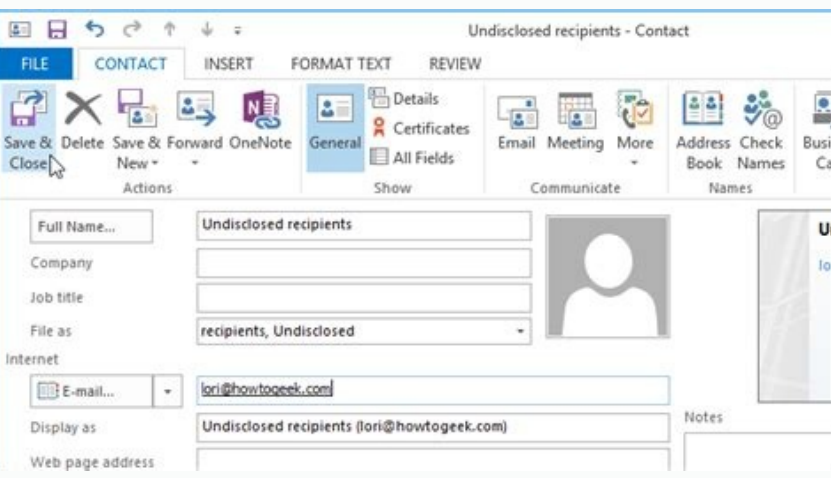 Undisclosed recipients - Contact
FILE CONTACT INSERT FORMAT TEXT REVIEW
Save & Close Delete Save & New Forward OneNote General Details Certificates All Fields Email Meeting More Address Book Check Names
Actions Show Communicate Names
Full Name... Undisclosed recipients
Company
Job title
File as recipients, Undisclosed
Internet
E-mail... lori@howtogeek.com
Display as Undisclosed recipients (lori@howtogeek.com)
Notes
Web page address